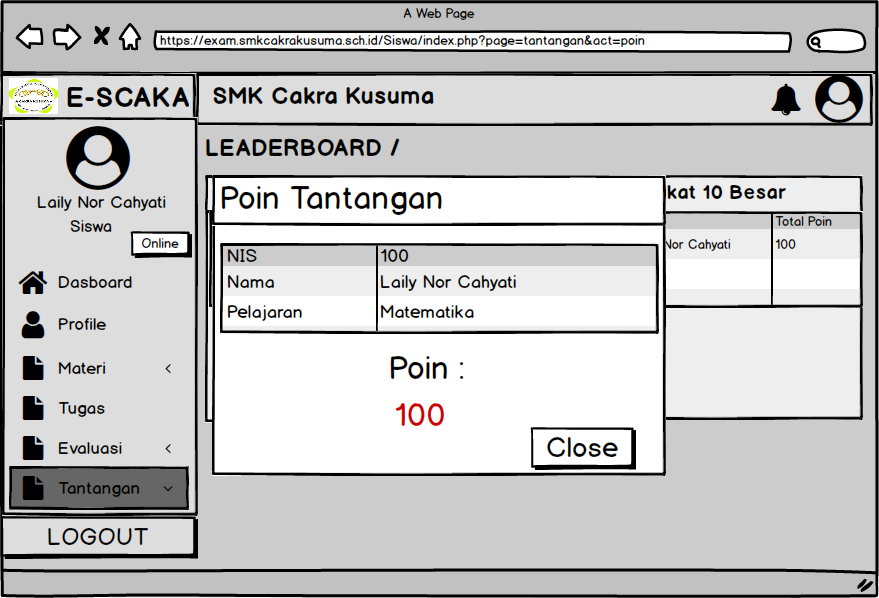 A Web Page
https://exam.smkcakrakusuma.sch.id/Siswa/index.php?page=tantangan&act=poin
E-SCAKA
SMK Cakra Kusuma
Laily Nor Cahyati
Siswa
Online
Dasboard
Profile
Materi
Tugas
Evaluasi
Tantangan
LOGOUT
LEADERBOARD /
kat 10 Besar
Total Poin
Nor Cahyati 100
Poin Tantangan
NIS 100
Nama Laily Nor Cahyati
Pelajaran Matematika
Poin :
100
Close